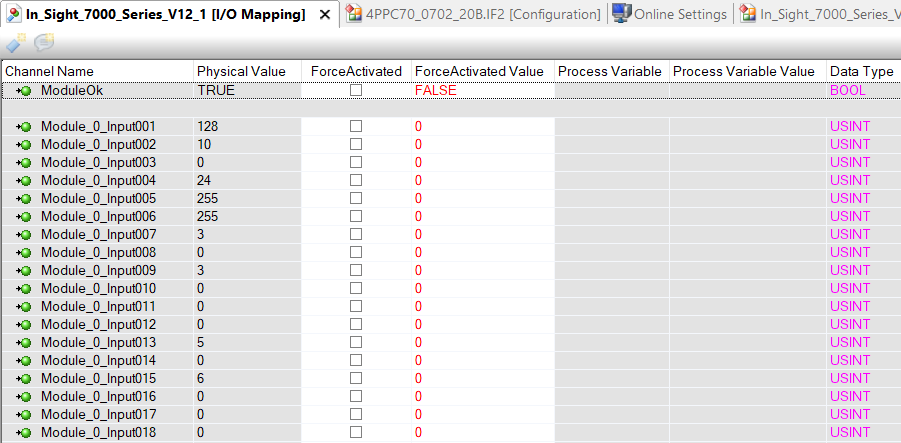 In_Sight_7000_Series_V12_1 [I/O Mapping] 4PPC70_0702_20B.IF2 [Configuration] Online Settings In_Sight_7000_Series_V
Channel Name Physical Value ForceActivated ForceActivated Value Process Variable Process Variable Value Data Type
ModuleOk TRUE FALSE BOOL
Module_0_Input001 128 0 USINT
Module_0_Input002 10 0 USINT
Module_0_Input003 0 0 USINT
Module_0_Input004 24 0 USINT
Module_0_Input005 255 0 USINT
Module_0_Input006 255 0 USINT
Module_0_Input007 3 0 USINT
Module_0_Input008 0 0 USINT
Module_0_Input009 3 0 USINT
Module_0_Input010 0 0 USINT
Module_0_Input011 0 0 USINT
Module_0_Input012 0 0 USINT
Module_0_Input013 5 0 USINT
Module_0_Input014 0 0 USINT
Module_0_Input015 6 0 USINT
Module_0_Input016 0 0 USINT
Module_0_Input017 0 0 USINT
Module_0_Input018 0 0 USINT